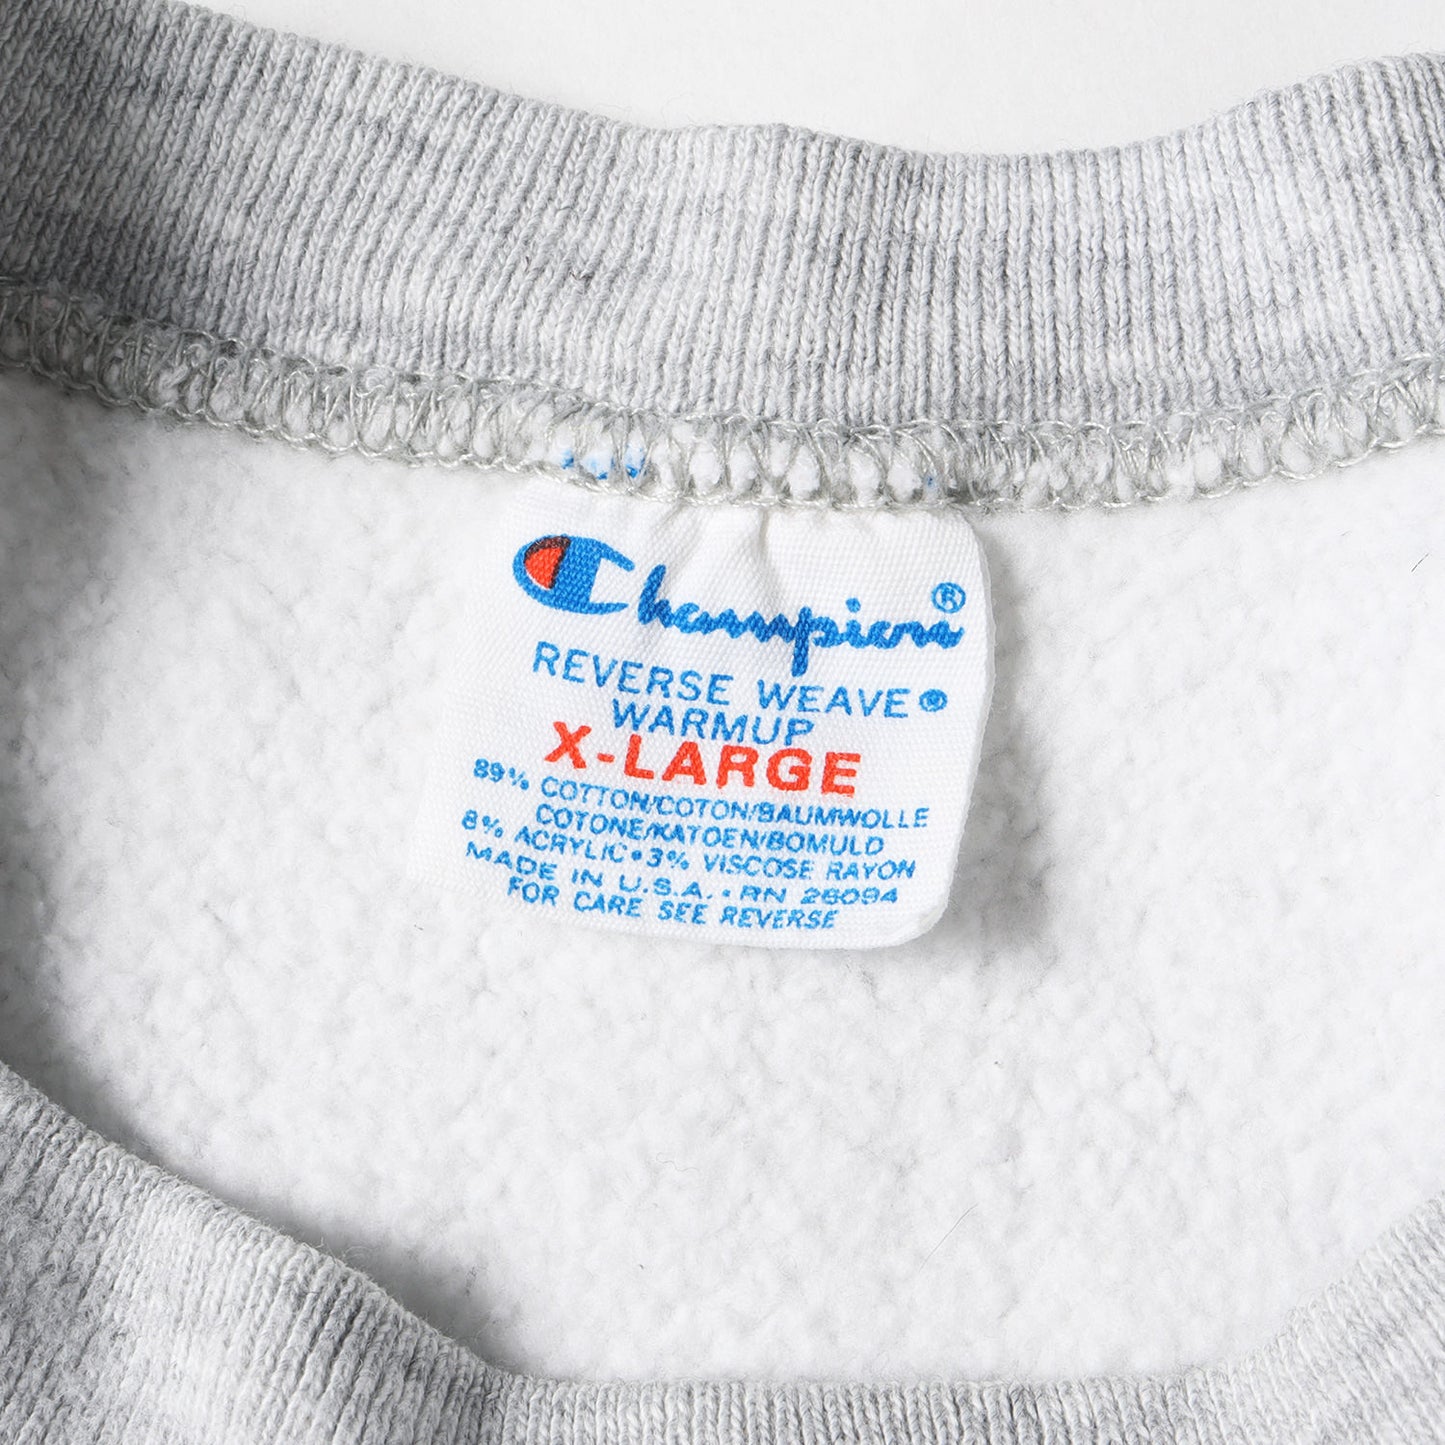 Champion®
REVERSE WEAVE®
WARMUP
X-LARGE
89% COTTON/COTON/BAUMWOLLE
COTONE/KATOEN/BOMULD
8% ACRYLIC•3% VISCOSE RAYON
MADE IN U.S.A.•RN 26094
FOR CARE SEE REVERSE